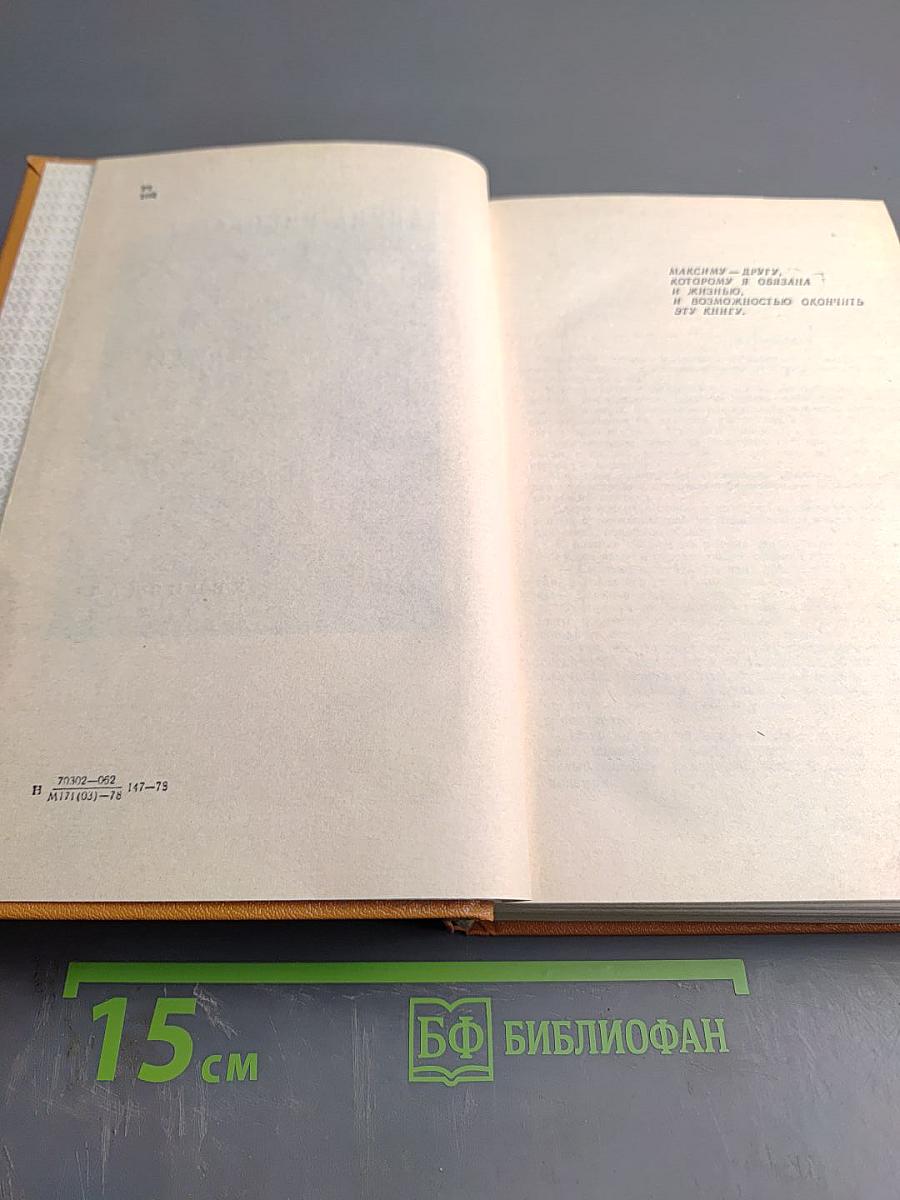 МАКСИМУ — ДРУГУ,
КОТОРОМУ Я ОБЯЗАНА
И ЖИЗНЬЮ,
И ВОЗМОЖНОСТЬЮ ОКОНЧИТЬ
ЭТУ КНИГУ.
Н 70302—062
М171(03)—78 147—78
15 см
БФ БИБЛИОФАН